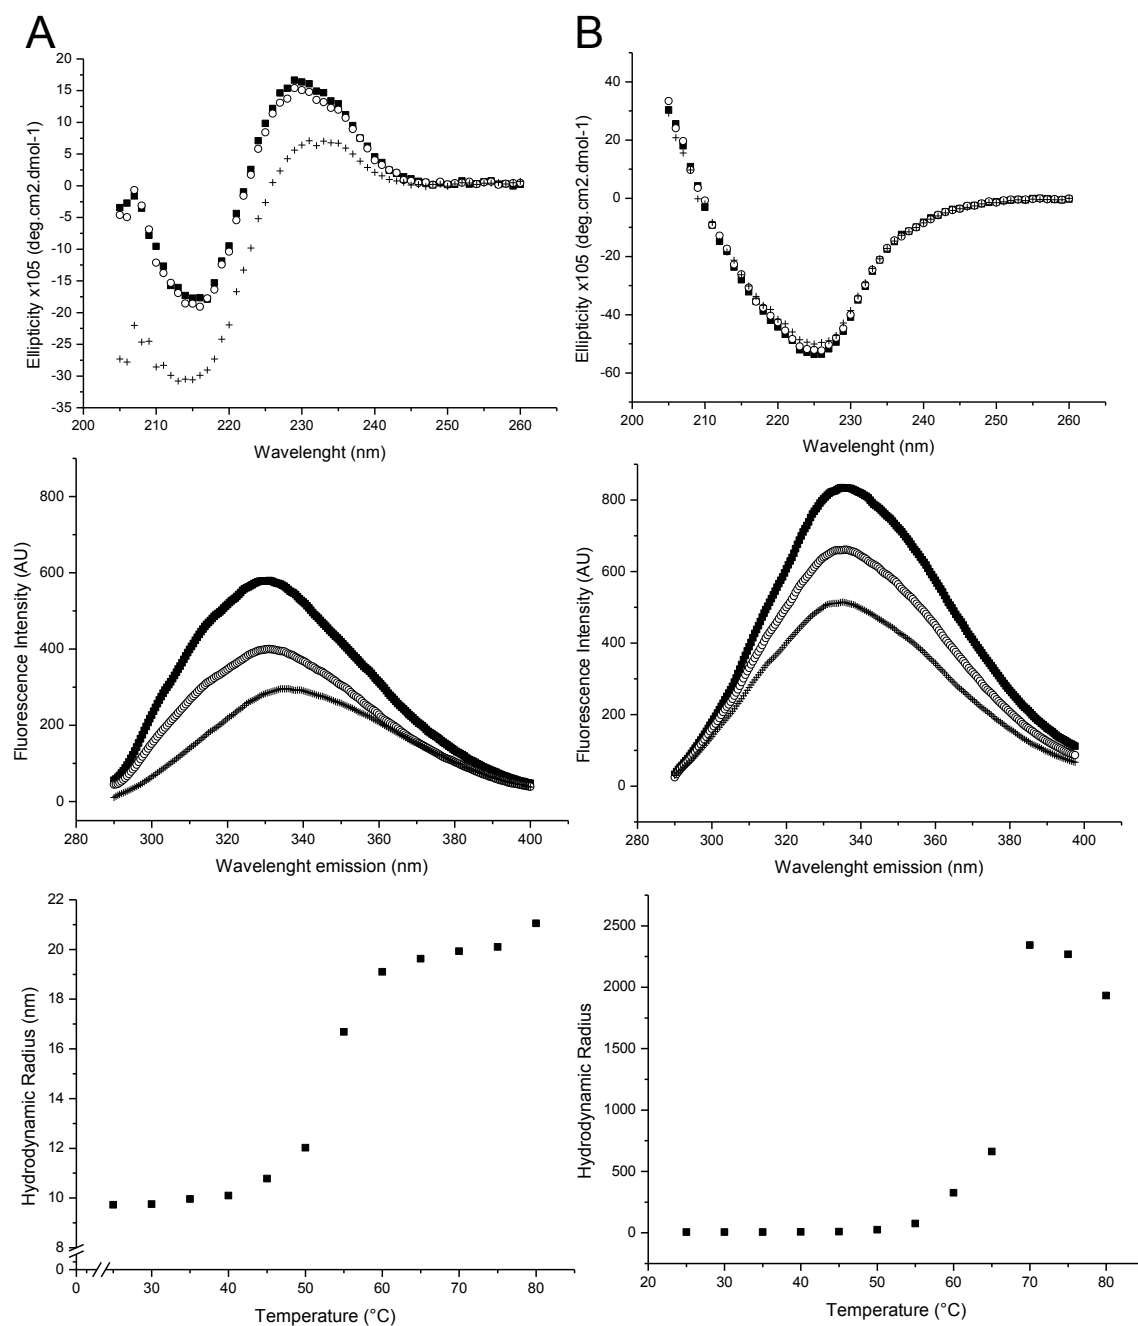 A
B
20
15
10
5
0
-5
-10
-15
-20
-25
-30
-35
200 210 220 230 240 250 260
Ellipticity x105 (deg.cm2.dmol-1)
Wavelenght (nm)
40
20
0
-20
-40
-60
200 210 220 230 240 250 260
Ellipticity x105 (deg.cm2.dmol-1)
Wavelenght (nm)
800
600
400
200
0
280 300 320 340 360 380 400
Fluorescence Intensity (AU)
Wavelenght emission (nm)
800
600
400
200
0
280 300 320 340 360 380 400
Fluorescence Intensity (AU)
Wavelenght emission (nm)
22
20
18
16
14
12
10
8
0
0 30 40 50 60 70 80
Hydrodynamic Radius (nm)
Temperature (°C)
2500
2000
1500
1000
500
0
20 30 40 50 60 70 80
Hydrodynamic Radius
Temperature (°C)